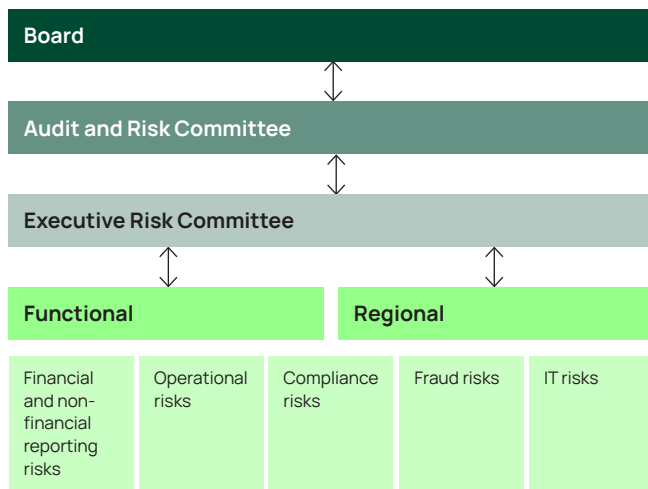 Board
Audit and Risk Committee
Executive Risk Committee
Functional
Regional
Financial
and non-
financial
reporting
risks
Operational
risks
Compliance
risks
Fraud risks
IT risks